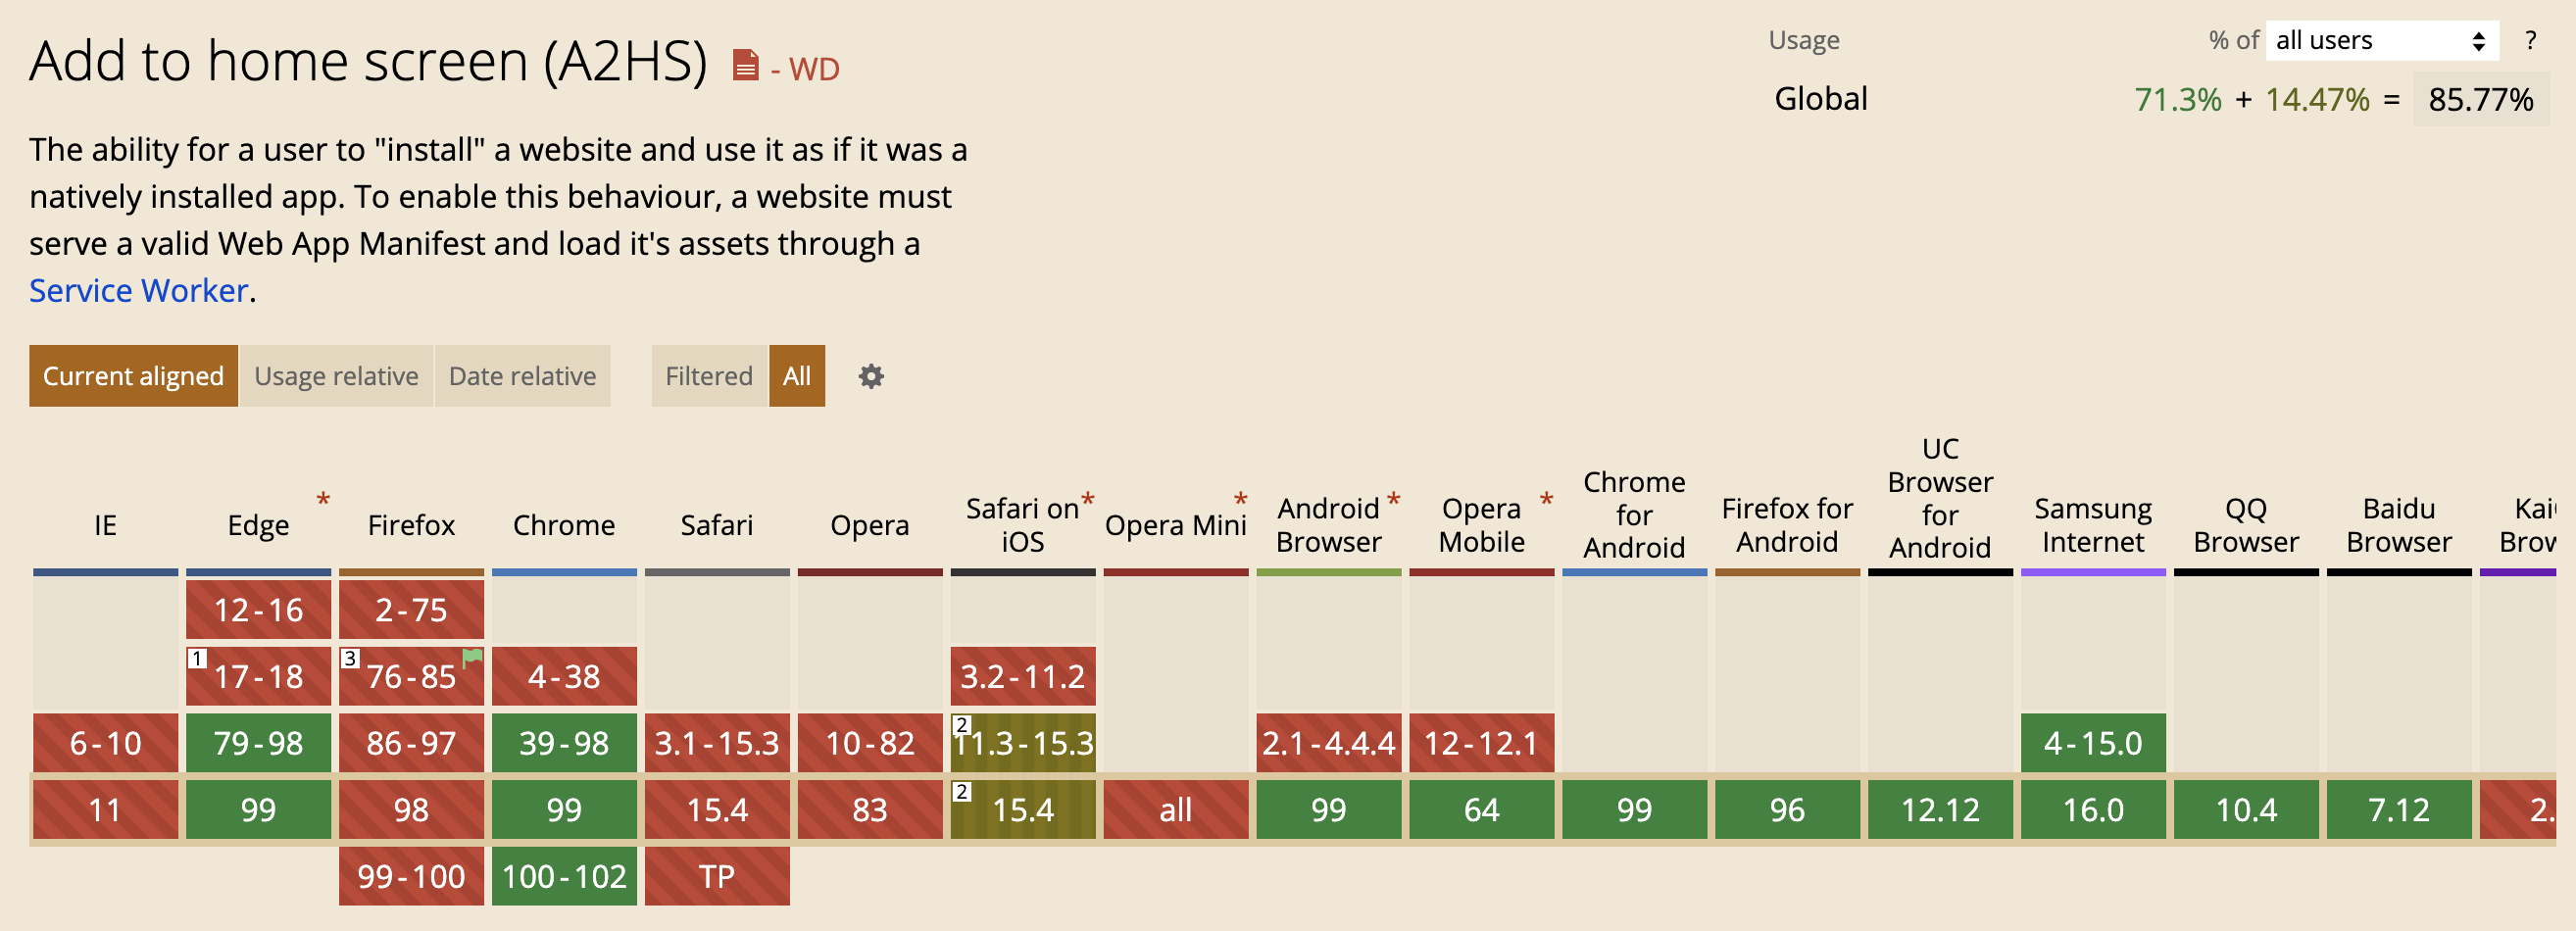 Add to home screen (A2HS) - WD
Usage % of all users ?
Global 71.3% + 14.47% = 85.77%
The ability for a user to "install" a website and use it as if it was a
natively installed app. To enable this behaviour, a website must
serve a valid Web App Manifest and load it's assets through a
Service Worker.
Current aligned Usage relative Date relative Filtered All
IE
Edge *
Firefox
Chrome
Safari
Opera
Safari on *
iOS
Opera Mini *
Android *
Browser
Opera *
Mobile
Chrome
for
Android
Firefox for
Android
UC
Browser
for
Android
Samsung
Internet
QQ
Browser
Baidu
Browser
12-16 2-75
1 17-18 3 76-85 4-38 3.2-11.2
6-10 79-98 86-97 39-98 3.1-15.3 10-82 2 11.3-15.3 2.1-4.4.4 12-12.1 4-15.0
11 99 98 99 15.4 83 2 15.4 all 99 64 99 96 12.12 16.0 10.4 7.12 2.
99-100 100-102 TP